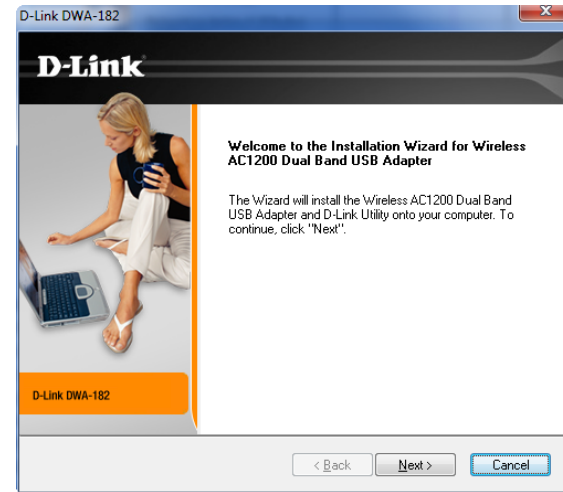 D-Link DWA-182
D-Link
Welcome to the Installation Wizard for Wireless
AC1200 Dual Band USB Adapter
The Wizard will install the Wireless AC1200 Dual Band
USB Adapter and D-Link Utility onto your computer. To
continue, click "Next".
D-Link DWA-182
< Back
Next >
Cancel